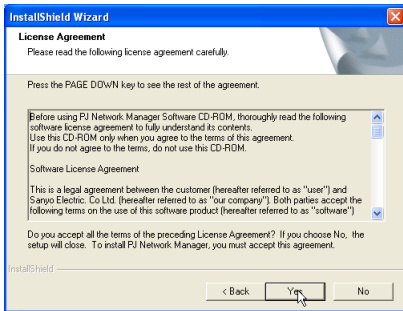 InstallShield Wizard
License Agreement
Please read the following license agreement carefully.
Press the PAGE DOWN key to see the rest of the agreement.
Before using PJ Network Manager Software CD-ROM, thoroughly read the following
software license agreement to fully understand its contents.
Use this CD-ROM only when you agree to the terms of this agreement.
If you do not agree to the terms, do not use this CD-ROM.
Software License Agreement
This is a legal agreement between the customer (hereafter referred to as "user") and
Sanyo Electric. Co Ltd. (hereafter referred to as "our company"). Both parties accept the
following terms on the use of this software product (hereafter referred to as "software")
Do you accept all the terms of the preceding License Agreement? If you choose No, the
setup will close. To install PJ Network Manager, you must accept this agreement.
InstallShield
< Back Yes No